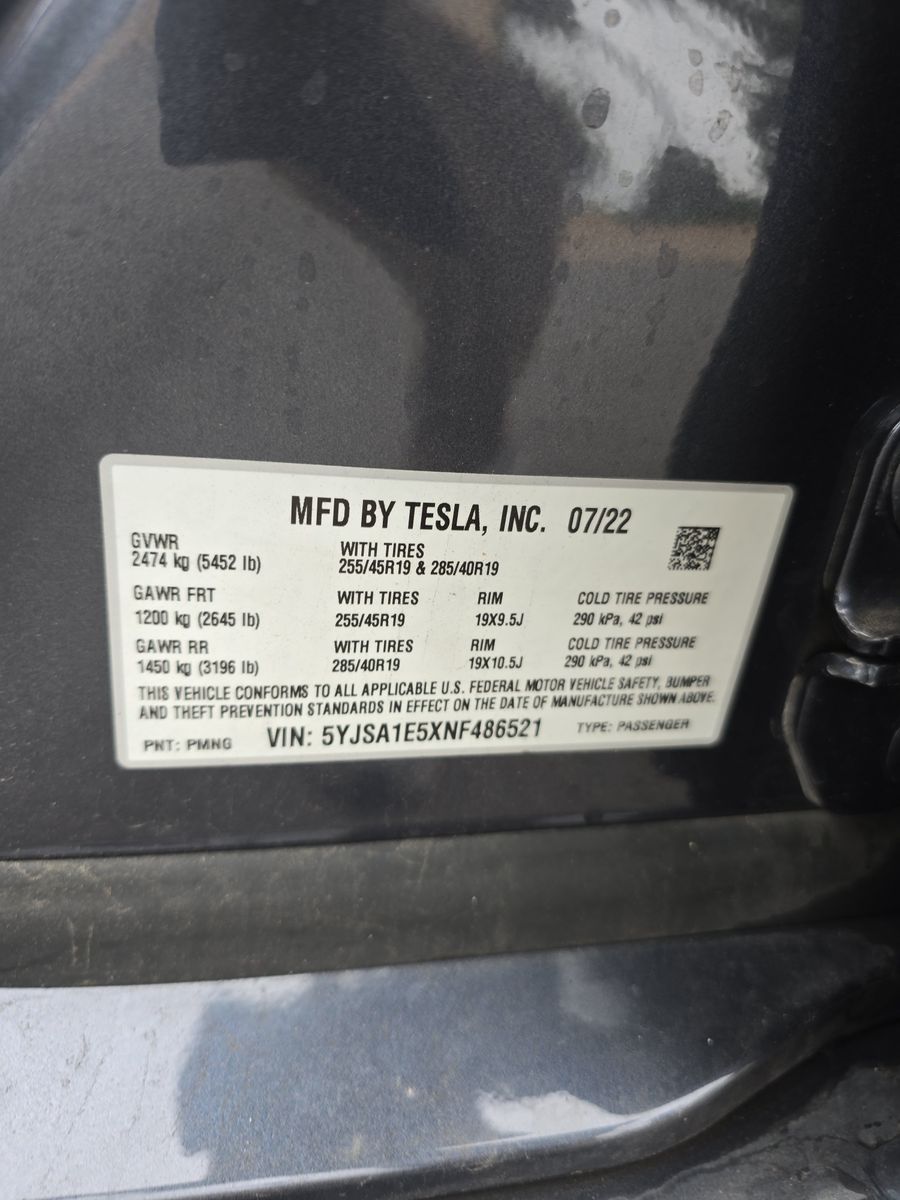 MFD BY TESLA, INC. 07/22
GVWR
2474 kg (5452 lb)
WITH TIRES
255/45R19 & 285/40R19
GAWR FRT WITH TIRES RIM COLD TIRE PRESSURE
1200 kg (2645 lb) 255/45R19 19X9.5J 290 kPa, 42 psi
GAWR RR WITH TIRES RIM COLD TIRE PRESSURE
1450 kg (3196 lb) 285/40R19 19X10.5J 290 kPa, 42 psi
THIS VEHICLE CONFORMS TO ALL APPLICABLE U.S. FEDERAL MOTOR VEHICLE SAFETY, BUMPER
AND THEFT PREVENTION STANDARDS IN EFFECT ON THE DATE OF MANUFACTURE SHOWN ABOVE.
PNT: PMNG VIN: 5YJSA1E5XNF486521 TYPE: PASSENGER